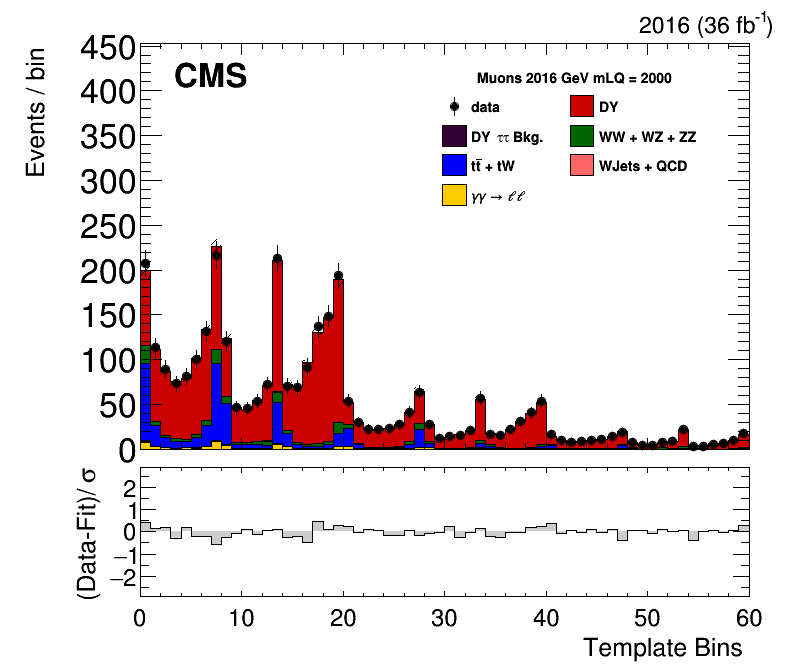 2016 (36 fb⁻¹)
CMS
Muons 2016 GeV mLQ = 2000
data
DY
DY ττ Bkg.
WW + WZ + ZZ
tt̄ + tW
WJets + QCD
γγ → ℓℓ
Events / bin
450
400
350
300
250
200
150
100
50
0
(Data-Fit)/ σ
2
1
0
−1
−2
0 10 20 30 40 50 60
Template Bins